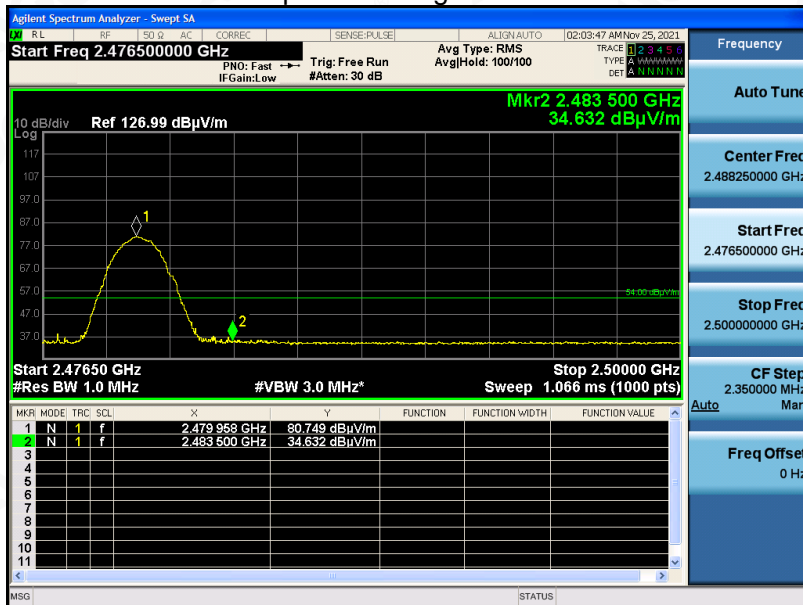 Agilent Spectrum Analyzer - Swept SA
LXI RL RF 50 Ω AC CORREC SENSE:PULSE ALIGN AUTO 02:03:47 AM Nov 25, 2021
Start Freq 2.476500000 GHz
PNO: Fast
IFGain:Low
Trig: Free Run
#Atten: 30 dB
Avg Type: RMS
Avg|Hold: 100/100
TRACE 1 2 3 4 5 6
TYPE A WWWWW
DET A N N N N N
Mkr2 2.483 500 GHz
34.632 dBµV/m
10 dB/div Ref 126.99 dBµV/m
Log
117
107
97.0
87.0
77.0
67.0
57.0
47.0
37.0
1
54.00 dBµV/m
2
Start 2.47650 GHz Stop 2.50000 GHz
#Res BW 1.0 MHz #VBW 3.0 MHz* Sweep 1.066 ms (1000 pts)
MKR MODE TRC SCL X Y FUNCTION FUNCTION WIDTH FUNCTION VALUE
1 N 1 f 2.479 958 GHz 80.749 dBµV/m
2 N 1 f 2.483 500 GHz 34.632 dBµV/m
3
4
5
6
7
8
9
10
11
MSG STATUS
Frequency
Auto Tune
Center Freq
2.488250000 GHz
Start Freq
2.476500000 GHz
Stop Freq
2.500000000 GHz
CF Step
2.350000 MHz
Auto Man
Freq Offset
0 Hz